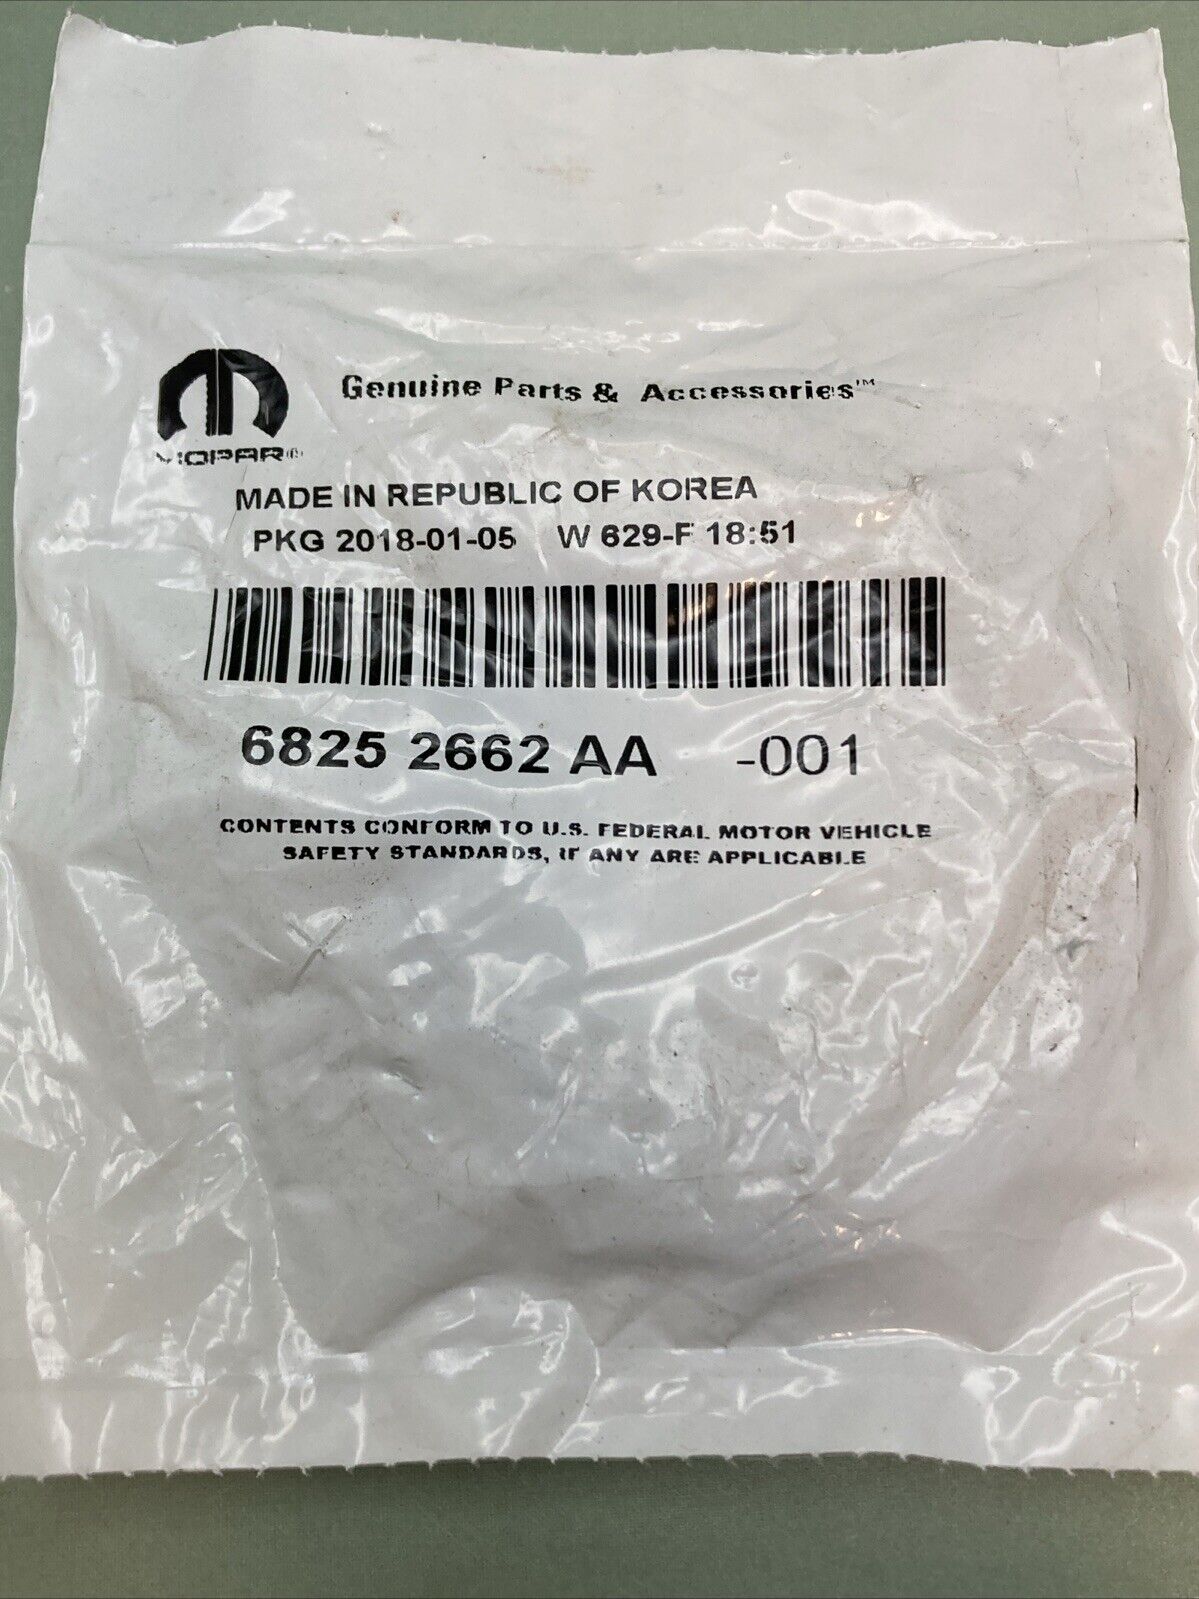 Genuine Parts & Accessories™
MOPAR®
MADE IN REPUBLIC OF KOREA
PKG 2018-01-05 W 629-F 18:51
6825 2662 AA -001
CONTENTS CONFORM TO U.S. FEDERAL MOTOR VEHICLE
SAFETY STANDARDS, IF ANY ARE APPLICABLE